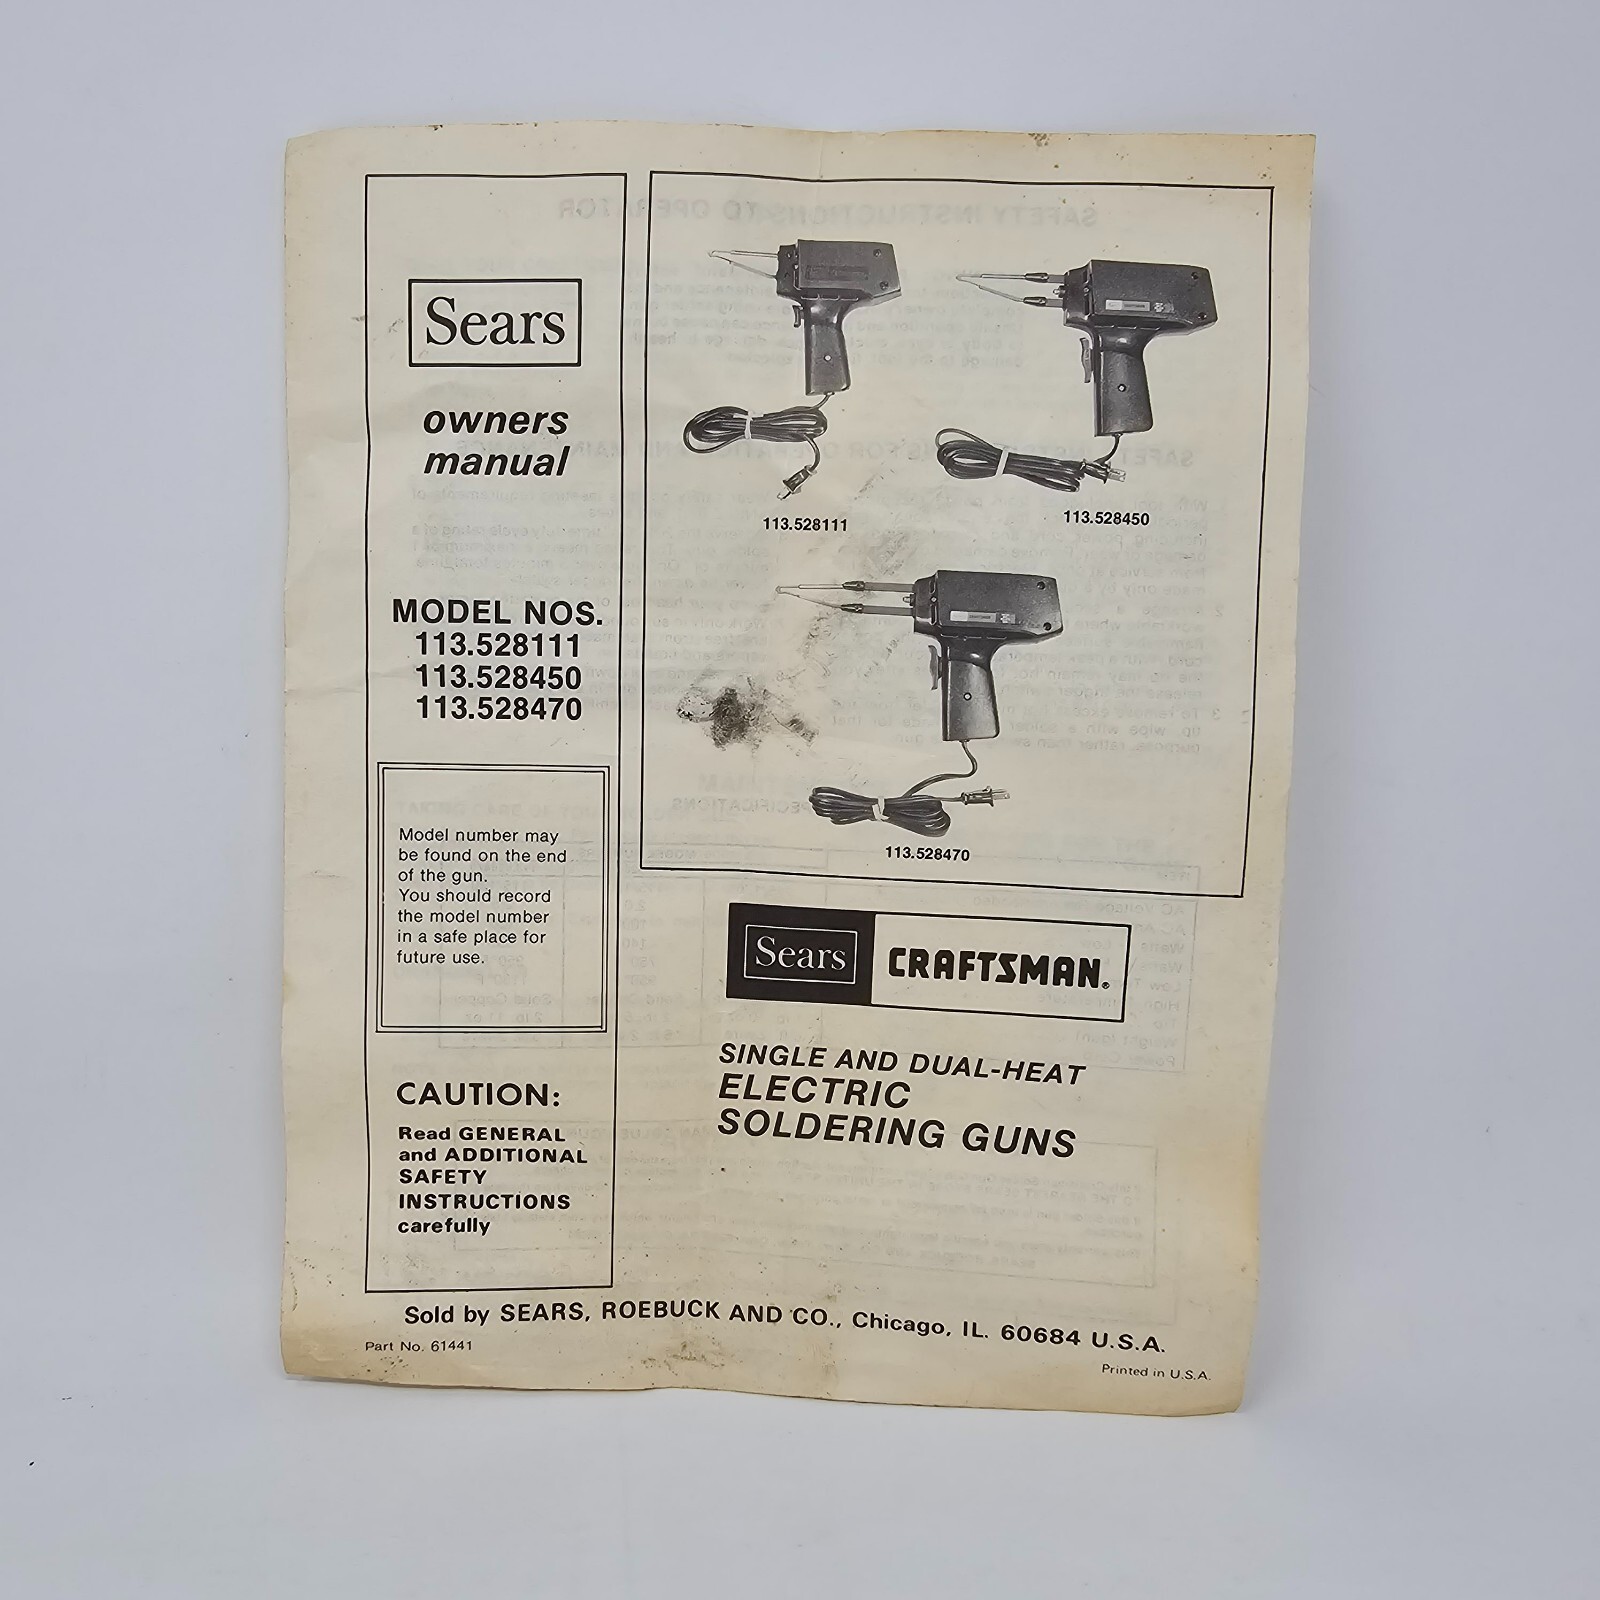 Sears
owners
manual
MODEL NOS.
113.528111
113.528450
113.528470
Model number may
be found on the end
of the gun.
You should record
the model number
in a safe place for
future use.
CAUTION:
Read GENERAL
and ADDITIONAL
SAFETY
INSTRUCTIONS
carefully
113.528111
113.528450
113.528470
Sears CRAFTSMAN®
SINGLE AND DUAL-HEAT
ELECTRIC
SOLDERING GUNS
Sold by SEARS, ROEBUCK AND CO., Chicago, IL. 60684 U.S.A.
Part No. 61441
Printed in U.S.A.